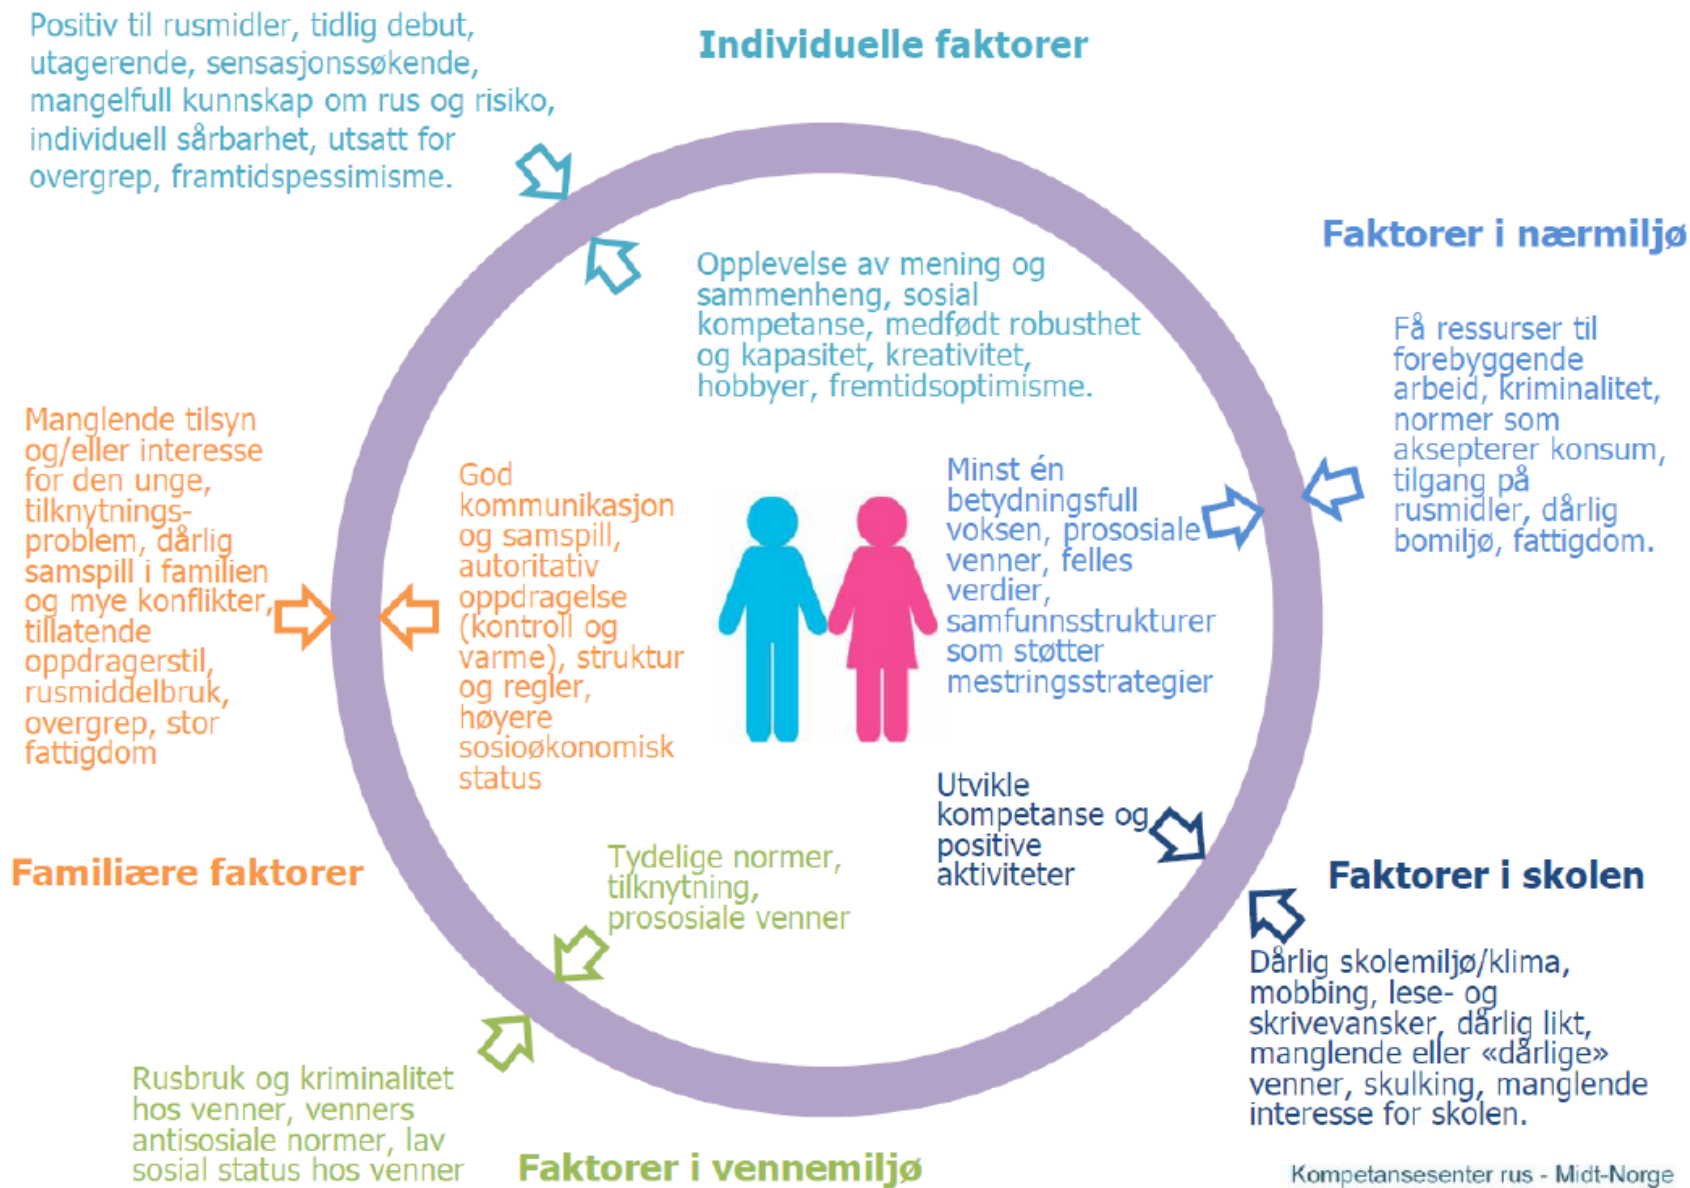 Positiv til rusmidler, tidlig debut,
utagerende, sensasjonssøkende,
mangelfull kunnskap om rus og risiko,
individuell sårbarhet, utsatt for
overgrep, framtidspessimisme.
Individuelle faktorer
Opplevelse av mening og
sammenheng, sosial
kompetanse, medfødt robusthet
og kapasitet, kreativitet,
hobbyer, fremtidsoptimisme.
Faktorer i nærmiljø
Få ressurser til
forebyggende
arbeid, kriminalitet,
normer som
aksepterer konsum,
tilgang på
rusmidler, dårlig
bomiljø, fattigdom.
Minst én
betydningsfull
voksen, prososiale
venner, felles
verdier,
samfunnsstrukturer
som støtter
mestringsstrategier
Manglende tilsyn
og/eller interesse
for den unge,
tilknytnings-
problem, dårlig
samspill i familien
og mye konflikter,
tillatende
oppdragerstil,
rusmiddelbruk,
overgrep, stor
fattigdom
God
kommunikasjon
og samspill,
autoritativ
oppdragelse
(kontroll og
varme), struktur
og regler,
høyere
sosioøkonomisk
status
Familiære faktorer
Utvikle
kompetanse og
positive
aktiviteter
Faktorer i skolen
Dårlig skolemiljø/klima,
mobbing, lese- og
skrivevansker, dårlig likt,
manglende eller «dårlige»
venner, skulking, manglende
interesse for skolen.
Tydelige normer,
tilknytning,
prososiale venner
Rusbruk og kriminalitet
hos venner, venners
antisosiale normer, lav
sosial status hos venner
Faktorer i vennemiljø
Kompetansesenter rus - Midt-Norge